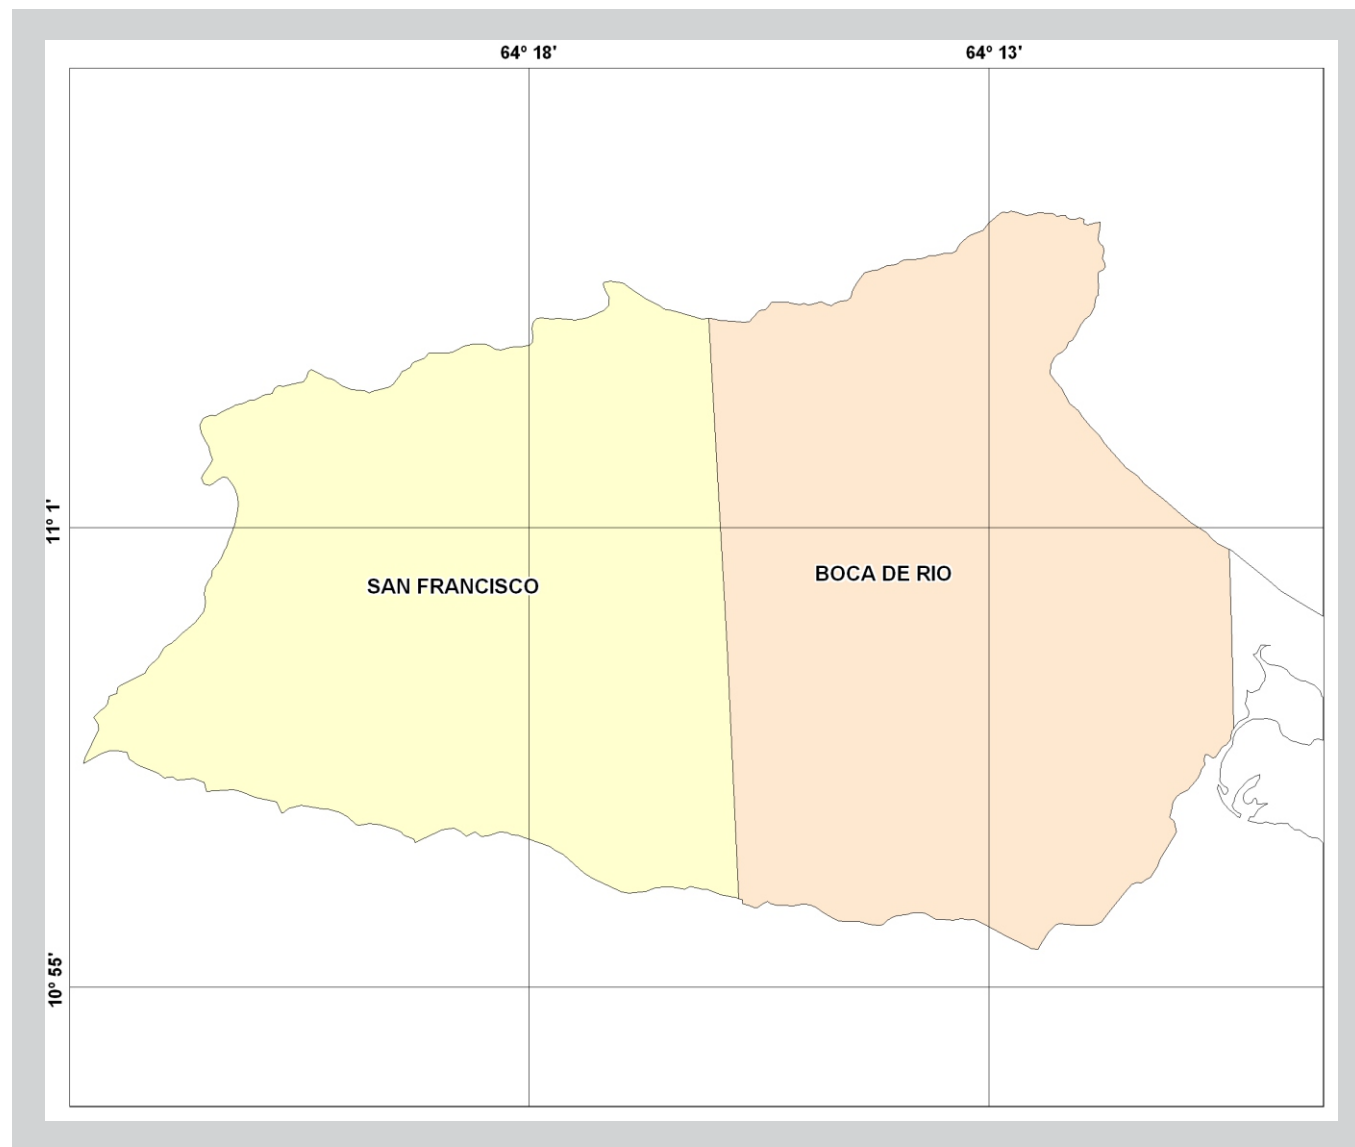 64º 18'
64º 13'
11º 1'
SAN FRANCISCO
BOCA DE RIO
10º 55'